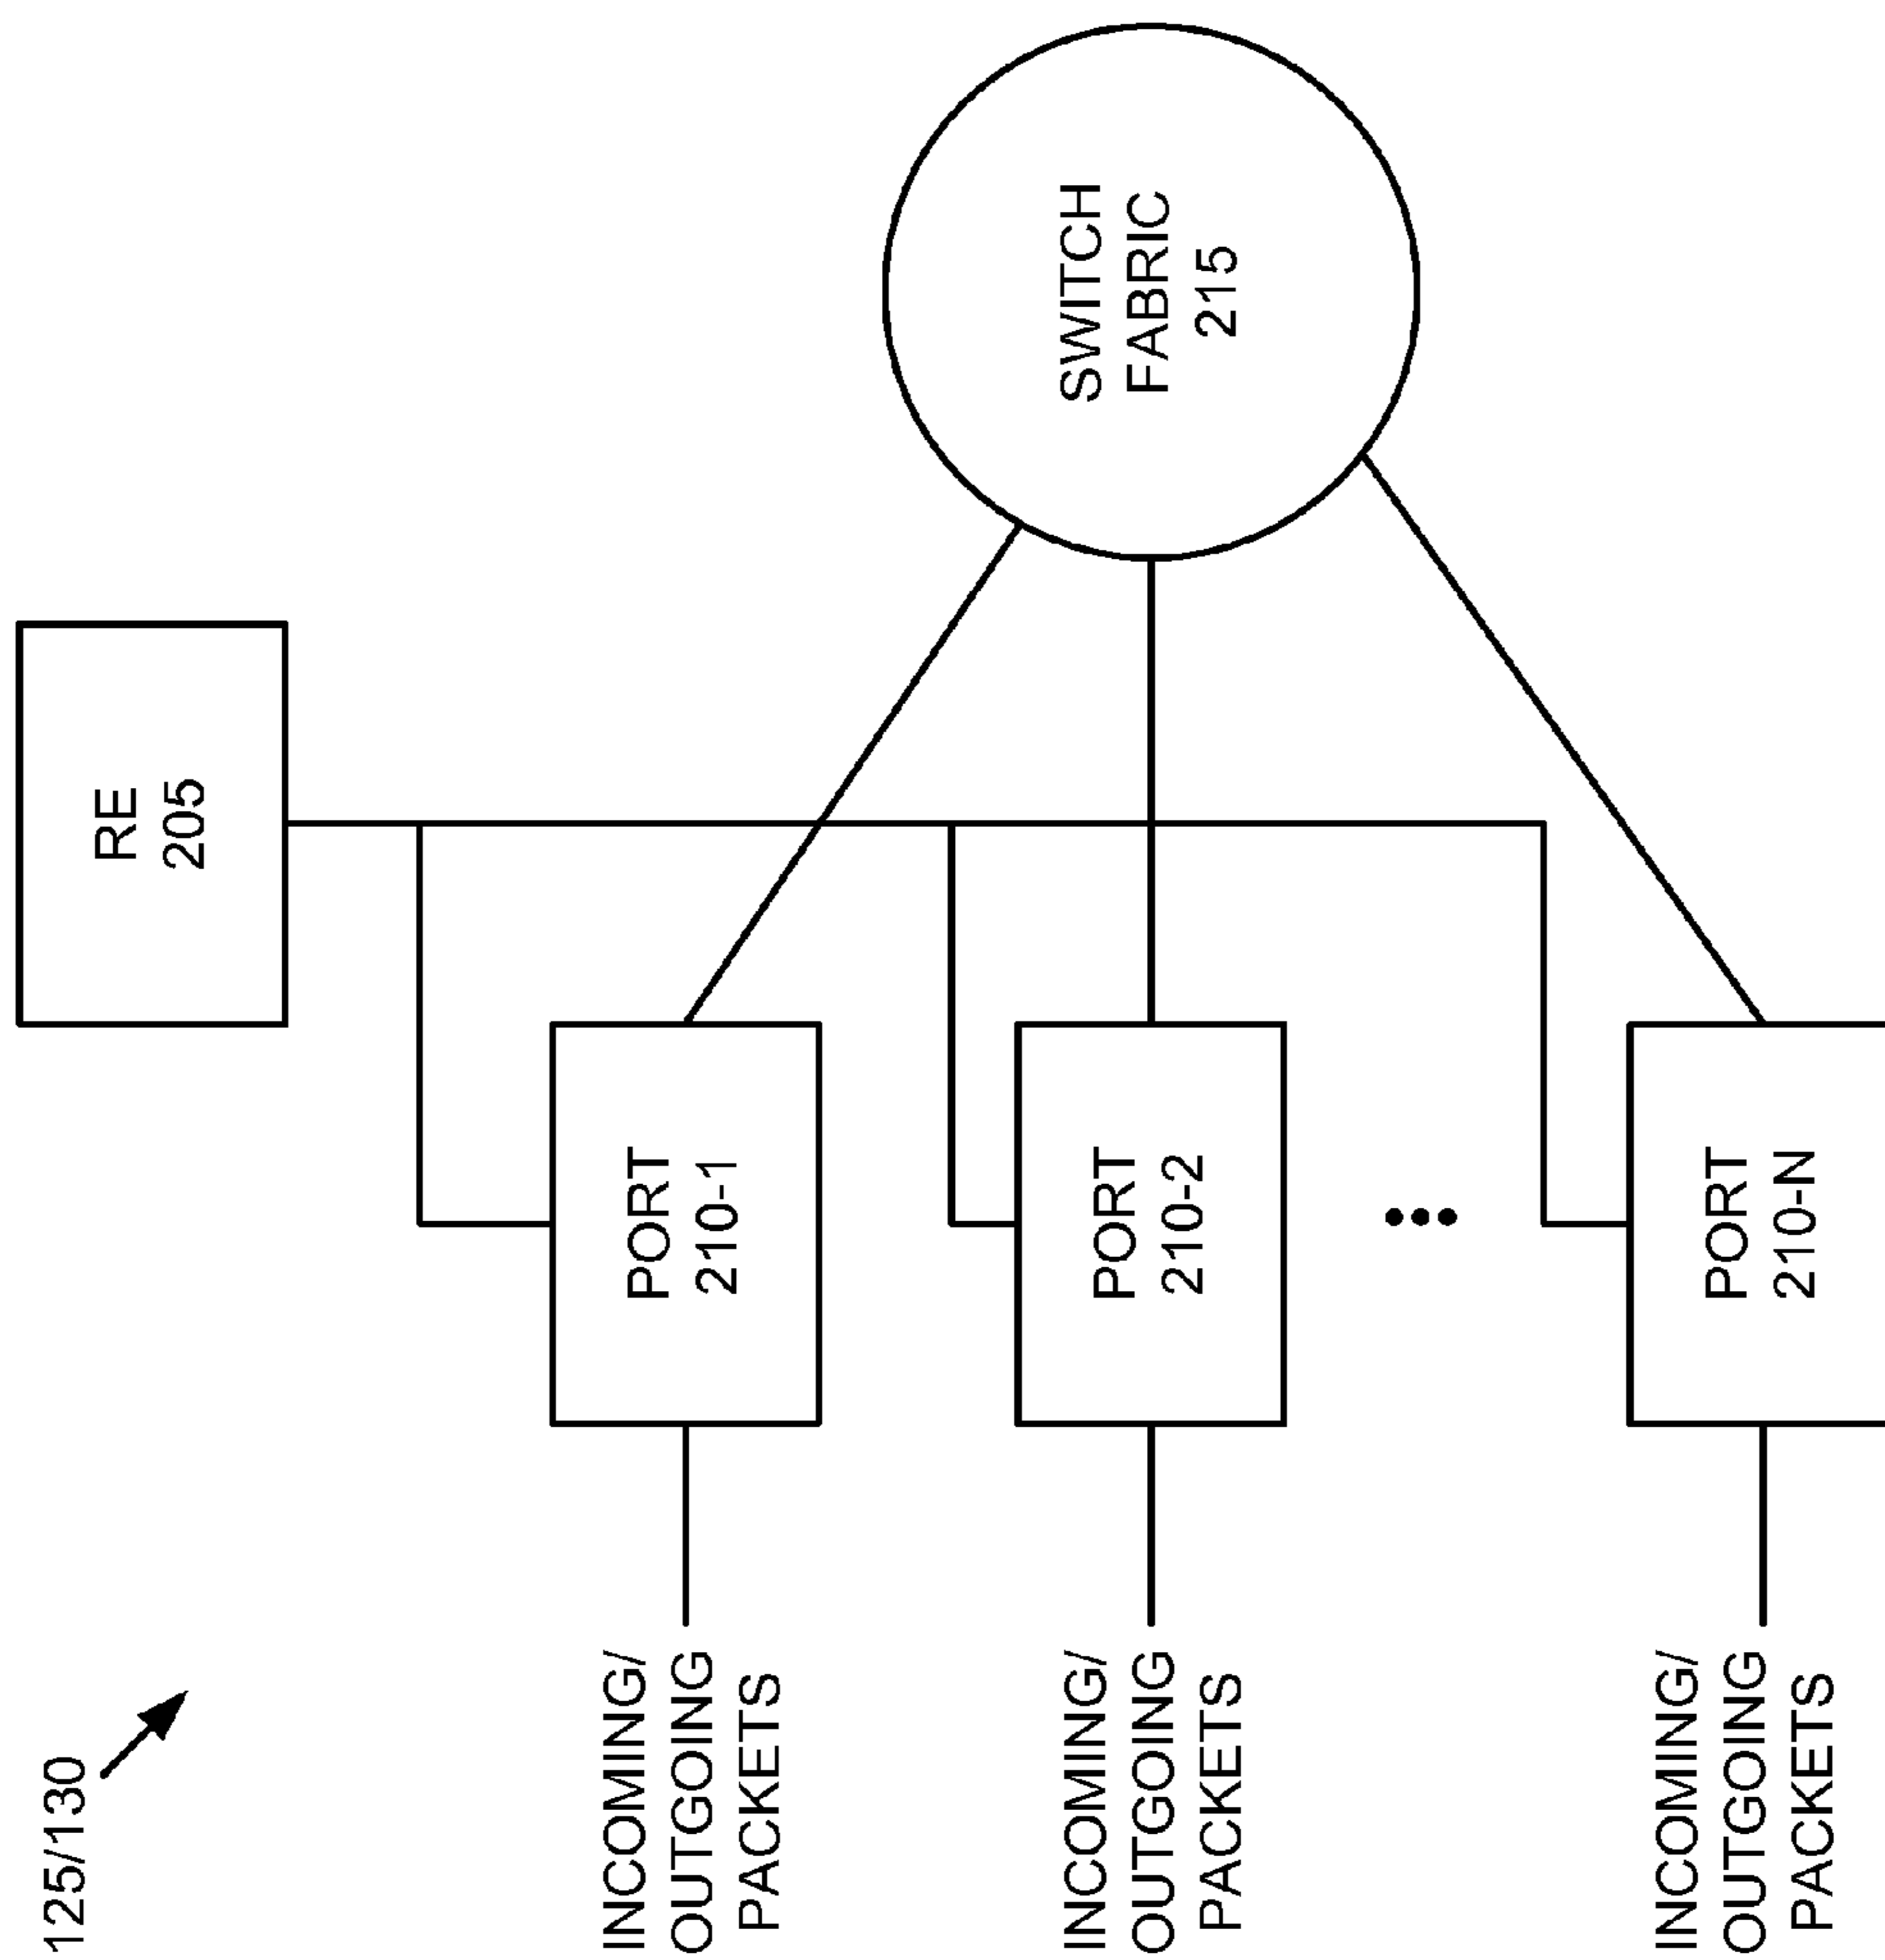 125/130
RE
205
INCOMING/
OUTGOING
PACKETS
PORT
210-1
INCOMING/
OUTGOING
PACKETS
PORT
210-2
SWITCH
FABRIC
215
INCOMING/
OUTGOING
PACKETS
PORT
210-N